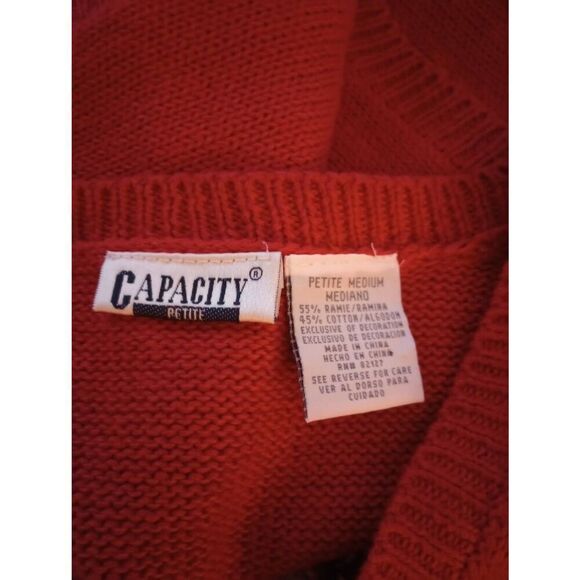 CAPACITY®
PETITE
PETITE MEDIUM
MEDIANO
55% RAMIE/RAMINA
45% COTTON/ALGODON
EXCLUSIVE OF DECORATION
EXCLUSIVO DE DECORACION
MADE IN CHINA
HECHO EN CHINA
RN# 82127
SEE REVERSE FOR CARE
VER AL DORSO PARA
CUIDADO